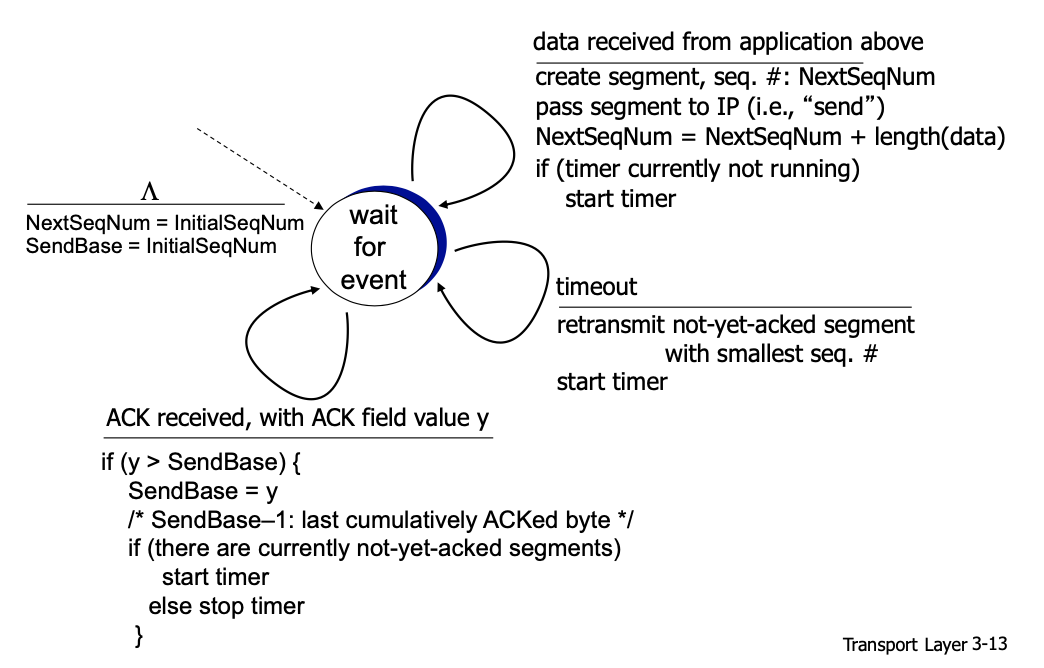 data received from application above
create segment, seq. #: NextSeqNum
pass segment to IP (i.e., “send”)
NextSeqNum = NextSeqNum + length(data)
if (timer currently not running)
start timer
Λ
NextSeqNum = InitialSeqNum
SendBase = InitialSeqNum
wait
for
event
timeout
retransmit not-yet-acked segment
with smallest seq. #
start timer
ACK received, with ACK field value y
if (y > SendBase) {
SendBase = y
/* SendBase–1: last cumulatively ACKed byte */
if (there are currently not-yet-acked segments)
start timer
else stop timer
}
Transport Layer 3-13